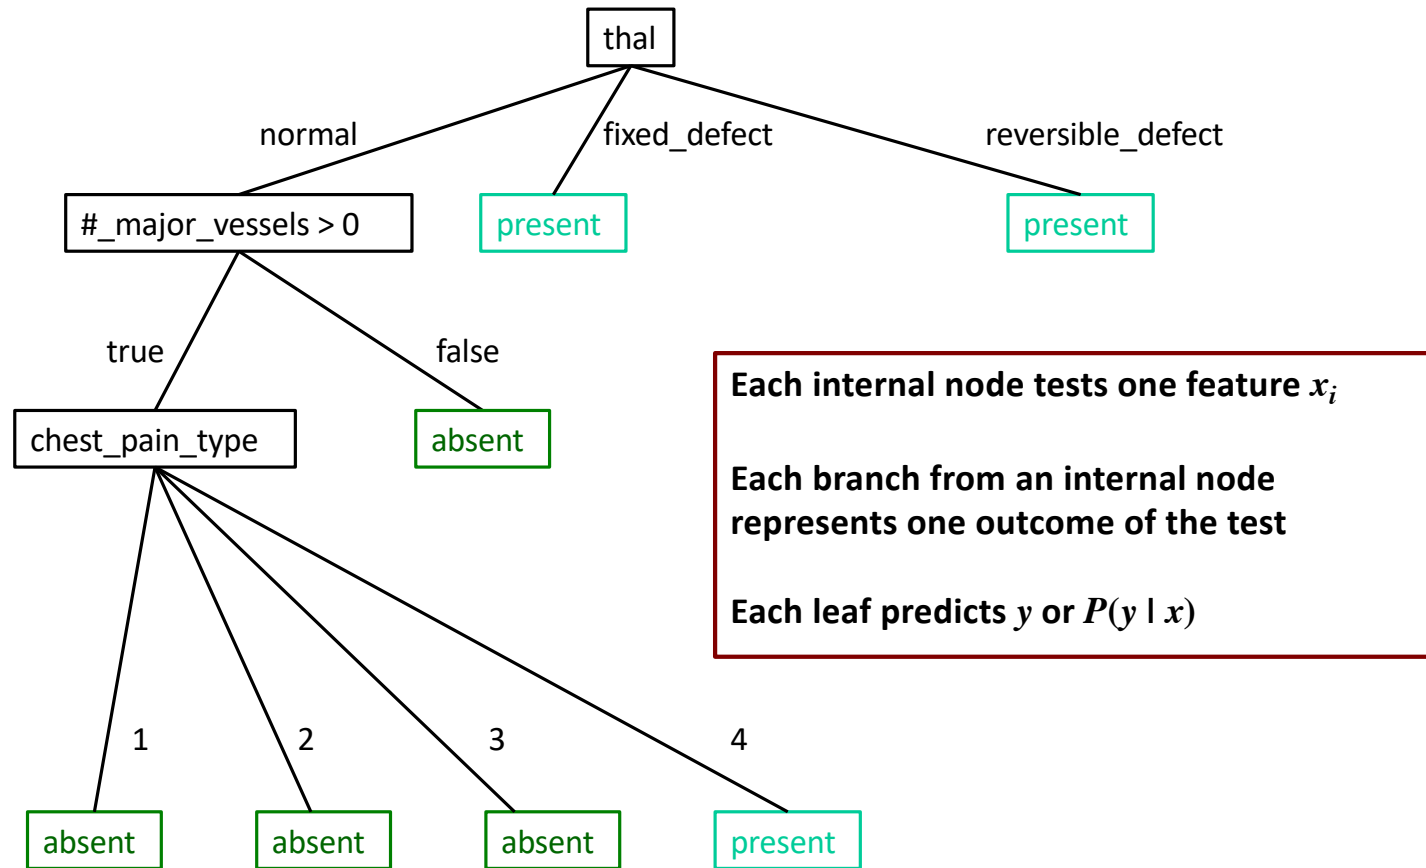 thal
normal
fixed_defect
reversible_defect
#_major_vessels > 0
present
present
true
false
chest_pain_type
absent
Each internal node tests one feature xᵢ
Each branch from an internal node
represents one outcome of the test
Each leaf predicts y or P(y | x)
1
2
3
4
absent
absent
absent
present